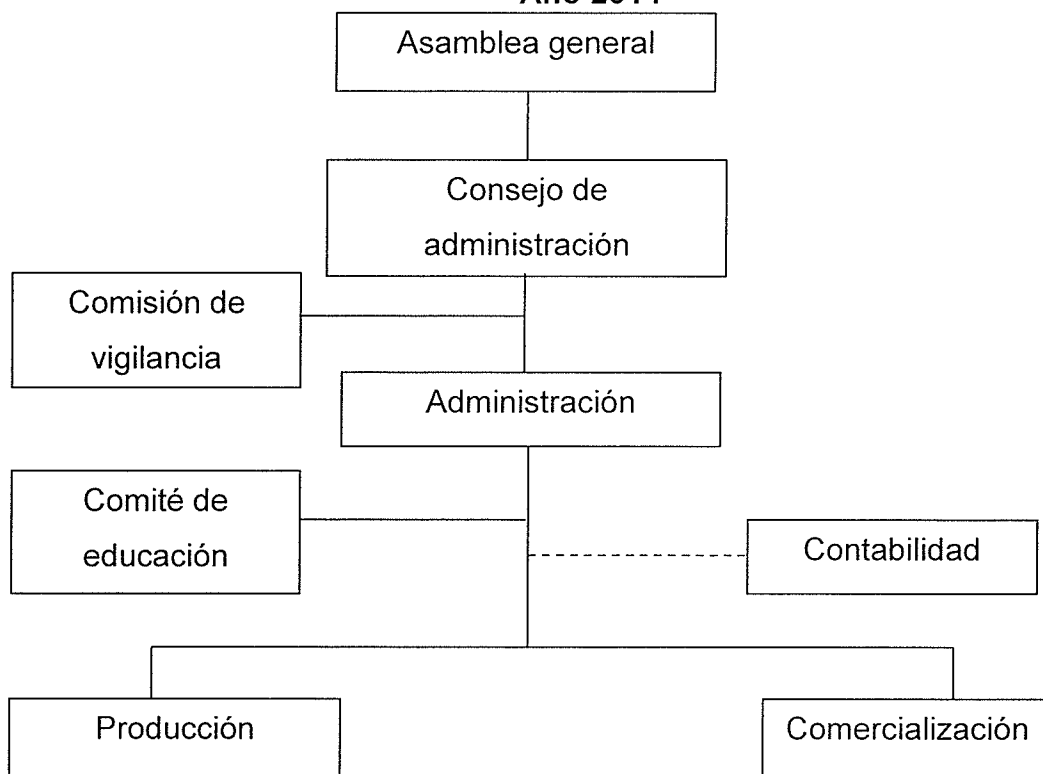 Asamblea general
Consejo de
administración
Comisión de
vigilancia
Administración
Comité de
educación
Contabilidad
Producción
Comercialización